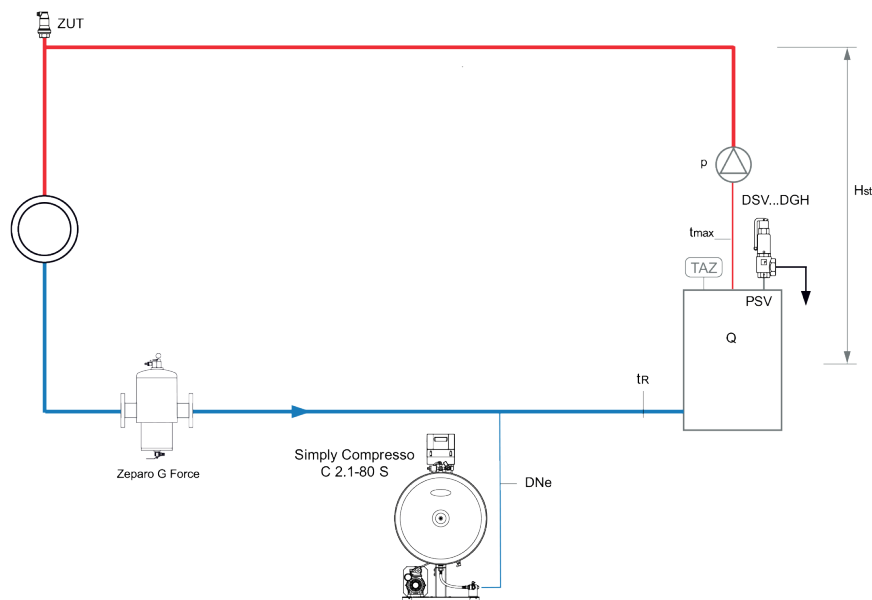 ZUT
p
Hst
DSV...DGH
tmax
TAZ
PSV
Q
tR
Zeparo G Force
Simply Compresso
C 2.1-80 S
DNe